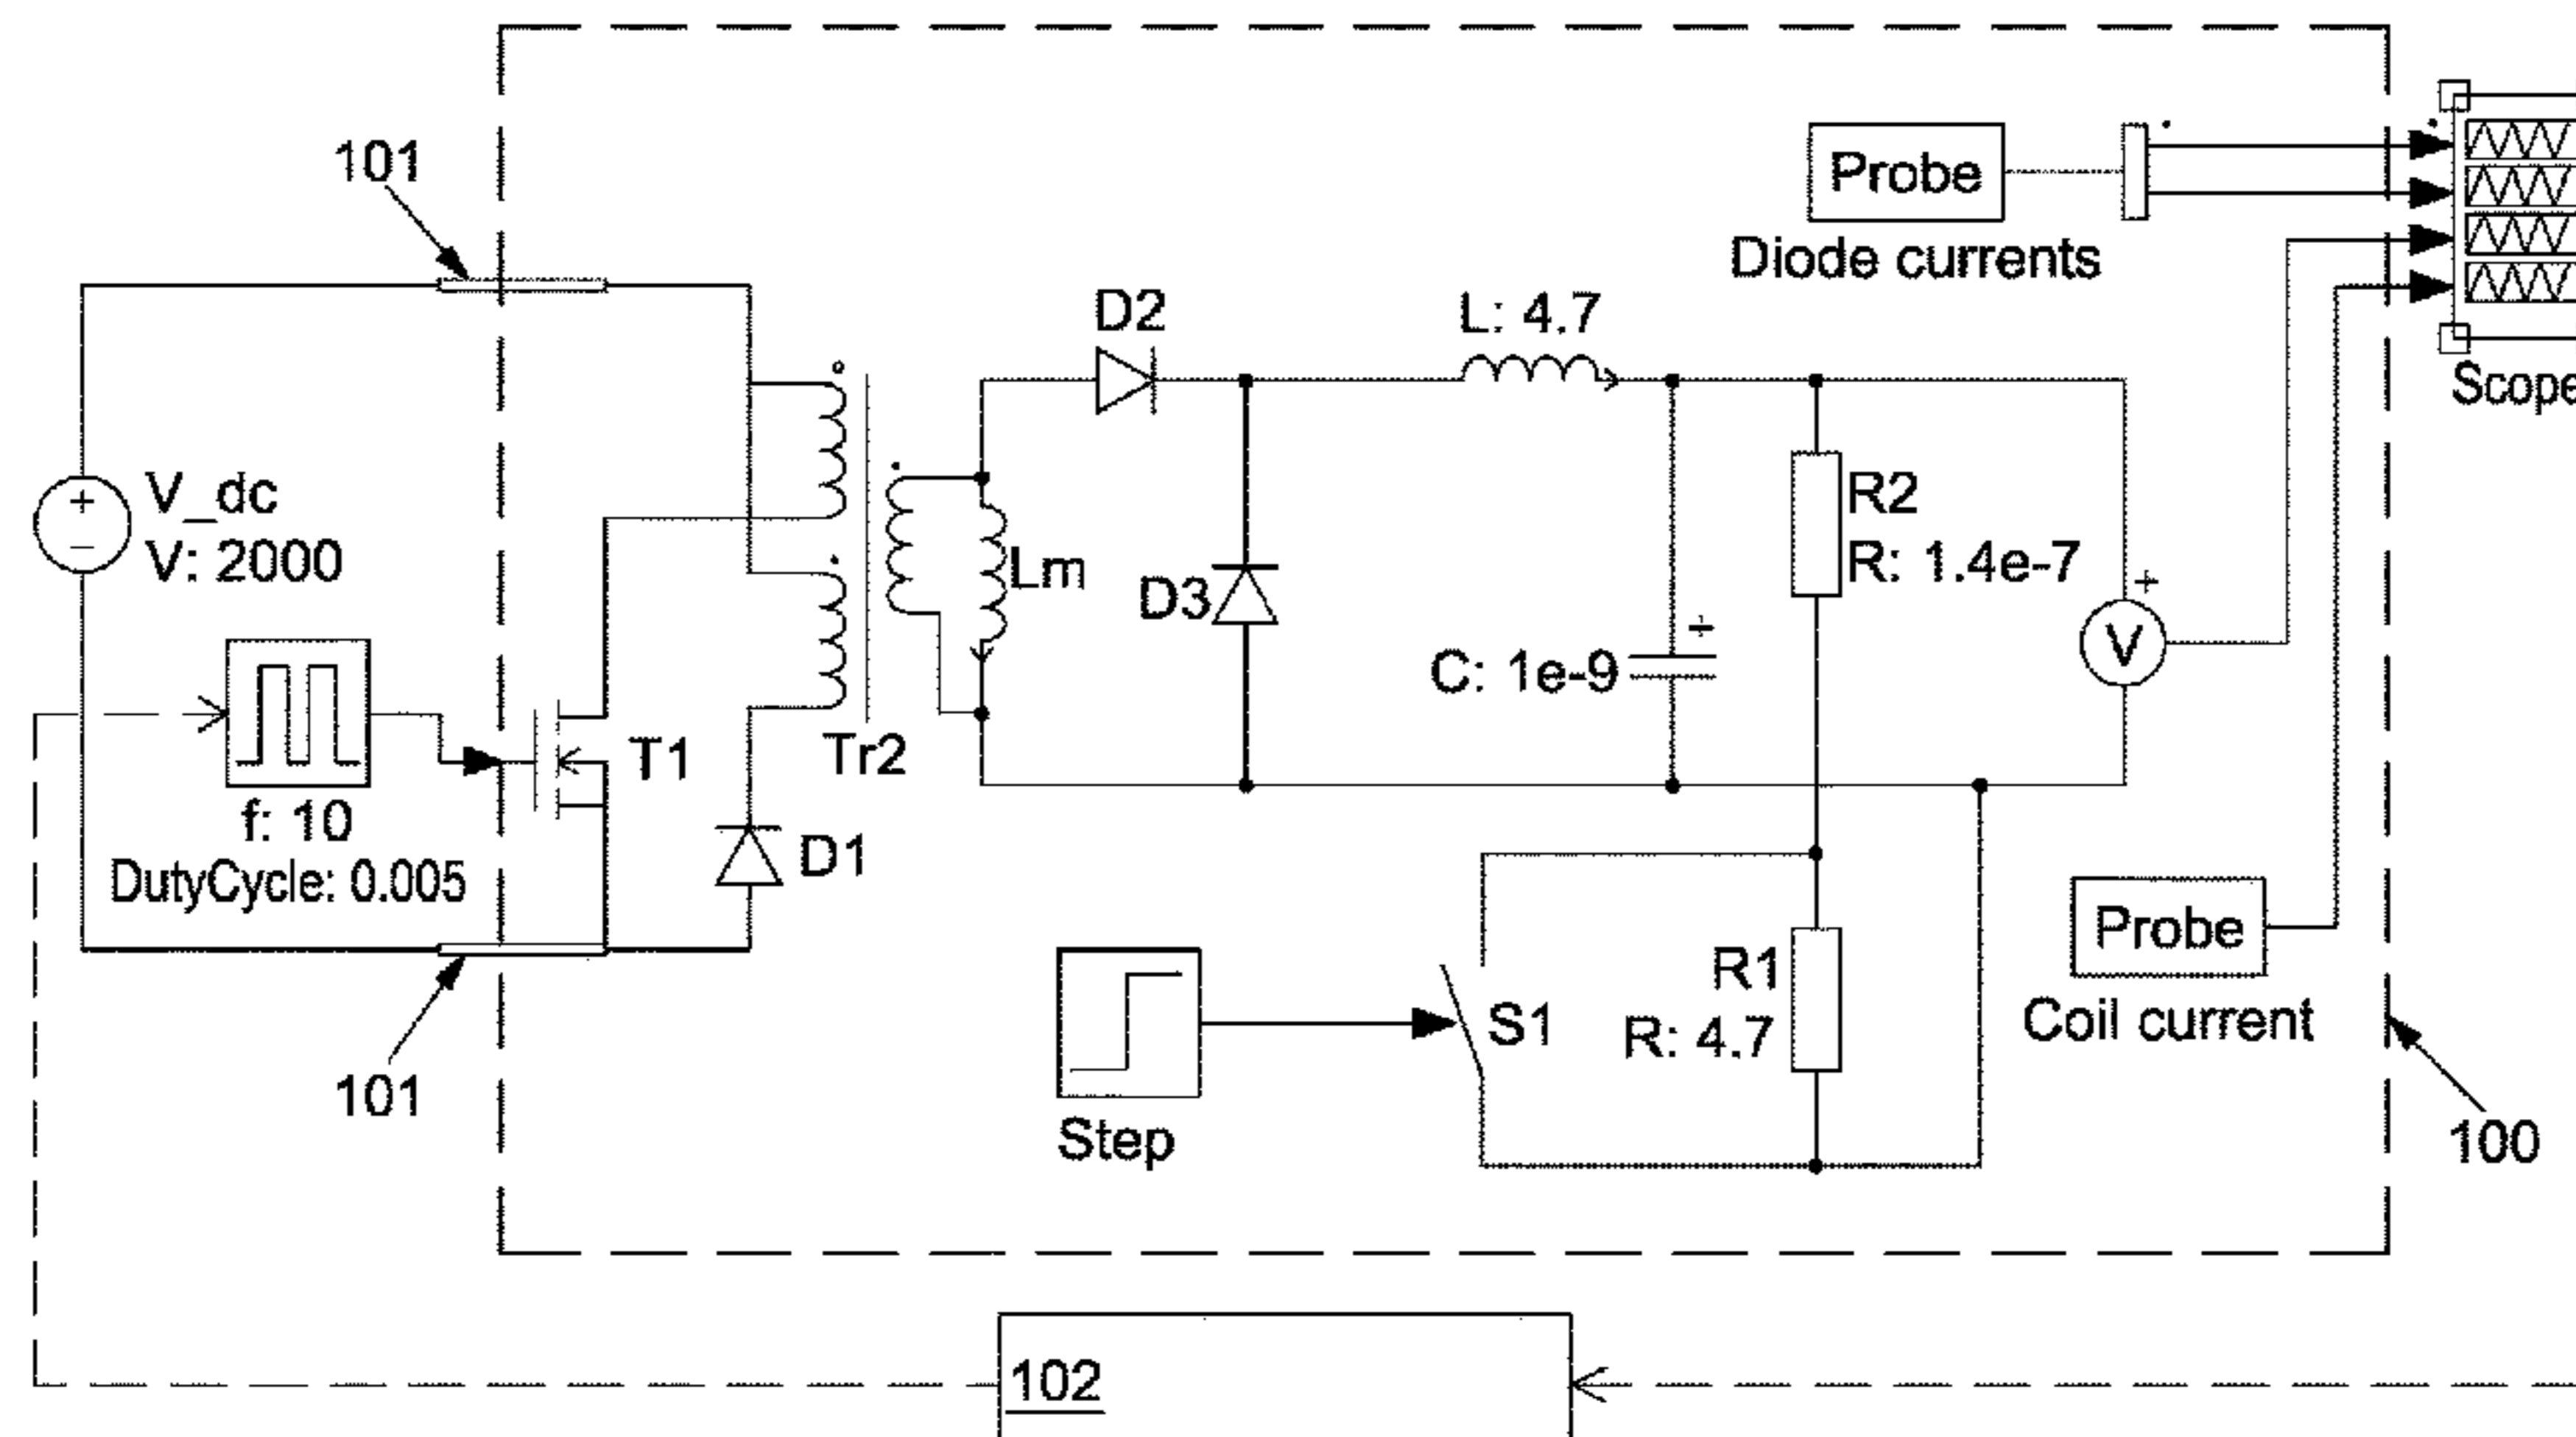 101
Probe
Diode currents
Scope
D2
L: 4.7
V_dc
V: 2000
+
−
Lm
R2
R: 1.4e-7
D3
+
C: 1e-9
+
V
T1
Tr2
f: 10
DutyCycle: 0.005
D1
Probe
Coil current
R1
R: 4.7
S1
Step
101
100
102